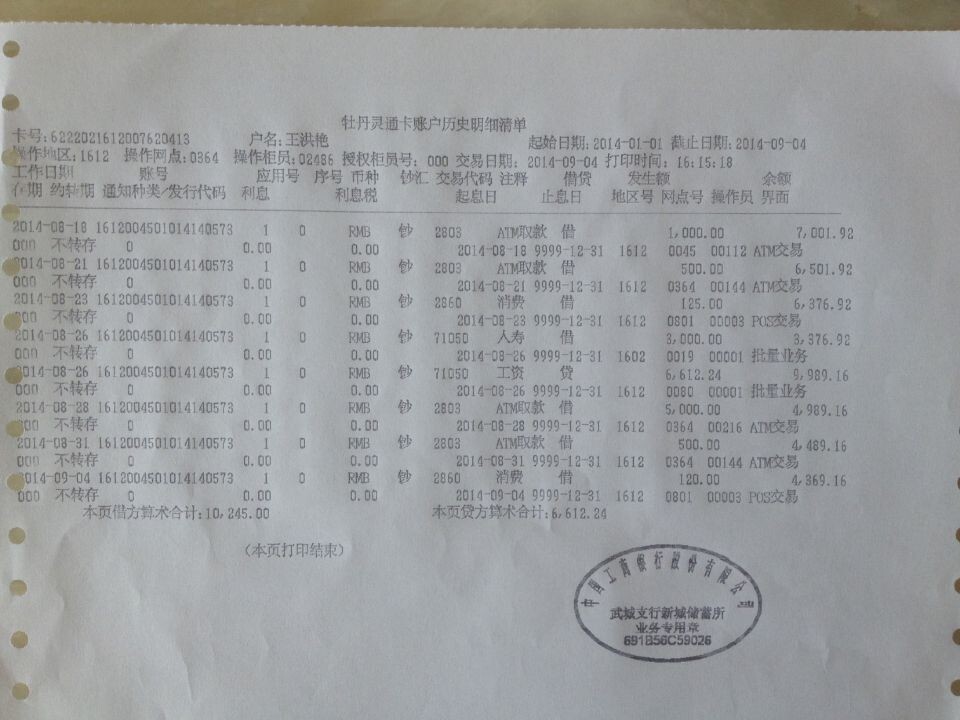 牡丹灵通卡账户历史明细清单
卡号:6222021612007620413 户名:王洪艳 起始日期:2014-01-01 截止日期:2014-09-04
操作地区:1612 操作网点:0364 操作柜员:02486 授权柜员号: 000 交易日期: 2014-09-04 打印时间: 16:15:18
工作日期 账号 应用号 序号 币种 钞汇 交易代码 注释 借贷 发生额 余额
存期 约转期 通知种类/发行代码 利息 利息税 起息日 止息日 地区号 网点号 操作员 界面
2014-08-18 1612004501014140573 1 0 RMB 钞 2803 ATM取款 借 1,000.00 7,001.92
000 不转存 0 0.00 0.00 2014-08-18 9999-12-31 1612 0045 00112 ATM交易
2014-08-21 1612004501014140573 1 0 RMB 钞 2803 ATM取款 借 500.00 6,501.92
000 不转存 0 0.00 0.00 2014-08-21 9999-12-31 1612 0364 00144 ATM交易
2014-08-23 1612004501014140573 1 0 RMB 钞 2860 消费 借 125.00 6,376.92
000 不转存 0 0.00 0.00 2014-08-23 9999-12-31 1612 0801 00003 POS交易
2014-08-26 1612004501014140573 1 0 RMB 钞 71050 人寿 借 3,000.00 3,376.92
000 不转存 0 0.00 0.00 2014-08-26 9999-12-31 1602 0019 00001 批量业务
2014-08-26 1612004501014140573 1 0 RMB 钞 71050 工资 贷 6,612.24 9,989.16
000 不转存 0 0.00 0.00 2014-08-26 9999-12-31 1612 0080 00001 批量业务
2014-08-28 1612004501014140573 1 0 RMB 钞 2803 ATM取款 借 5,000.00 4,989.16
000 不转存 0 0.00 0.00 2014-08-28 9999-12-31 1612 0364 00216 ATM交易
2014-08-31 1612004501014140573 1 0 RMB 钞 2803 ATM取款 借 500.00 4,489.16
000 不转存 0 0.00 0.00 2014-08-31 9999-12-31 1612 0364 00144 ATM交易
2014-09-04 1612004501014140573 1 0 RMB 钞 2860 消费 借 120.00 4,369.16
000 不转存 0 0.00 0.00 2014-09-04 9999-12-31 1612 0801 00003 POS交易
本页借方算术合计:10,245.00 本页贷方算术合计:6,612.24
(本页打印结束)
中国工商银行股份有限公司
武城支行新城储蓄所
业务专用章
691B56C59026